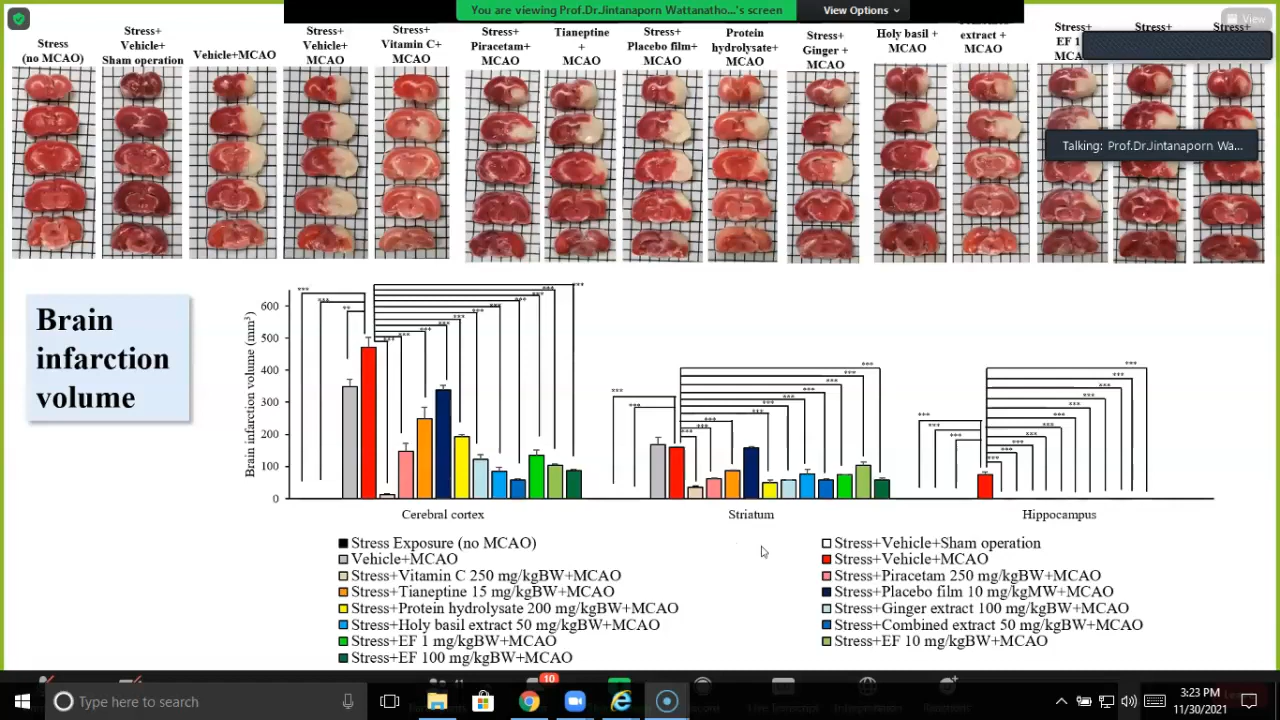 You are viewing Prof.Dr.Jintanaporn Wattanatho...'s screen
View Options
View
Stress
(no MCAO)
Stress+
Vehicle+
Sham operation
Vehicle+MCAO
Stress+
Vehicle+
MCAO
Stress+
Vitamin C+
MCAO
Stress+
Piracetam+
MCAO
Tianeptine
+
MCAO
Stress+
Placebo film+
MCAO
Protein
hydrolysate+
MCAO
Stress+
Ginger +
MCAO
Holy basil +
MCAO
extract +
MCAO
Stress+
EF 1
MCA
Stress+
Stress+
Talking: Prof.Dr.Jintanaporn Wa...
Brain
infarction
volume
Brain infarction volume (mm³)
600
500
400
300
200
100
0
Cerebral cortex
Striatum
Hippocampus
Stress Exposure (no MCAO)
Stress+Vehicle+Sham operation
Vehicle+MCAO
Stress+Vehicle+MCAO
Stress+Vitamin C 250 mg/kgBW+MCAO
Stress+Piracetam 250 mg/kgBW+MCAO
Stress+Tianeptine 15 mg/kgBW+MCAO
Stress+Placebo film 10 mg/kgMW+MCAO
Stress+Protein hydrolysate 200 mg/kgBW+MCAO
Stress+Ginger extract 100 mg/kgBW+MCAO
Stress+Holy basil extract 50 mg/kgBW+MCAO
Stress+Combined extract 50 mg/kgBW+MCAO
Stress+EF 1 mg/kgBW+MCAO
Stress+EF 10 mg/kgBW+MCAO
Stress+EF 100 mg/kgBW+MCAO
10
41
Type here to search
3:23 PM
11/30/2021